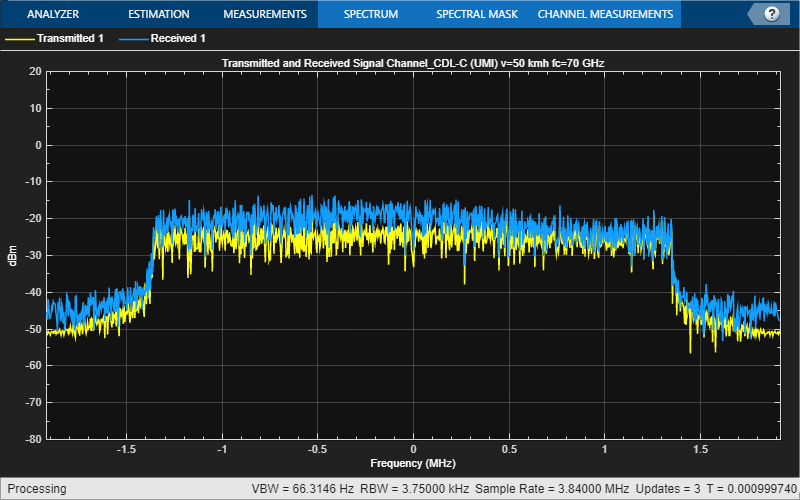 ANALYZER ESTIMATION MEASUREMENTS SPECTRUM SPECTRAL MASK CHANNEL MEASUREMENTS ?
Transmitted 1 Received 1
Transmitted and Received Signal Channel_CDL-C (UMI) v=50 kmh fc=70 GHz
20
10
0
-10
-20
-30
-40
-50
-60
-70
-80
dBm
-1.5 -1 -0.5 0 0.5 1 1.5
Frequency (MHz)
Processing VBW = 66.3146 Hz RBW = 3.75000 kHz Sample Rate = 3.84000 MHz Updates = 3 T = 0.000999740